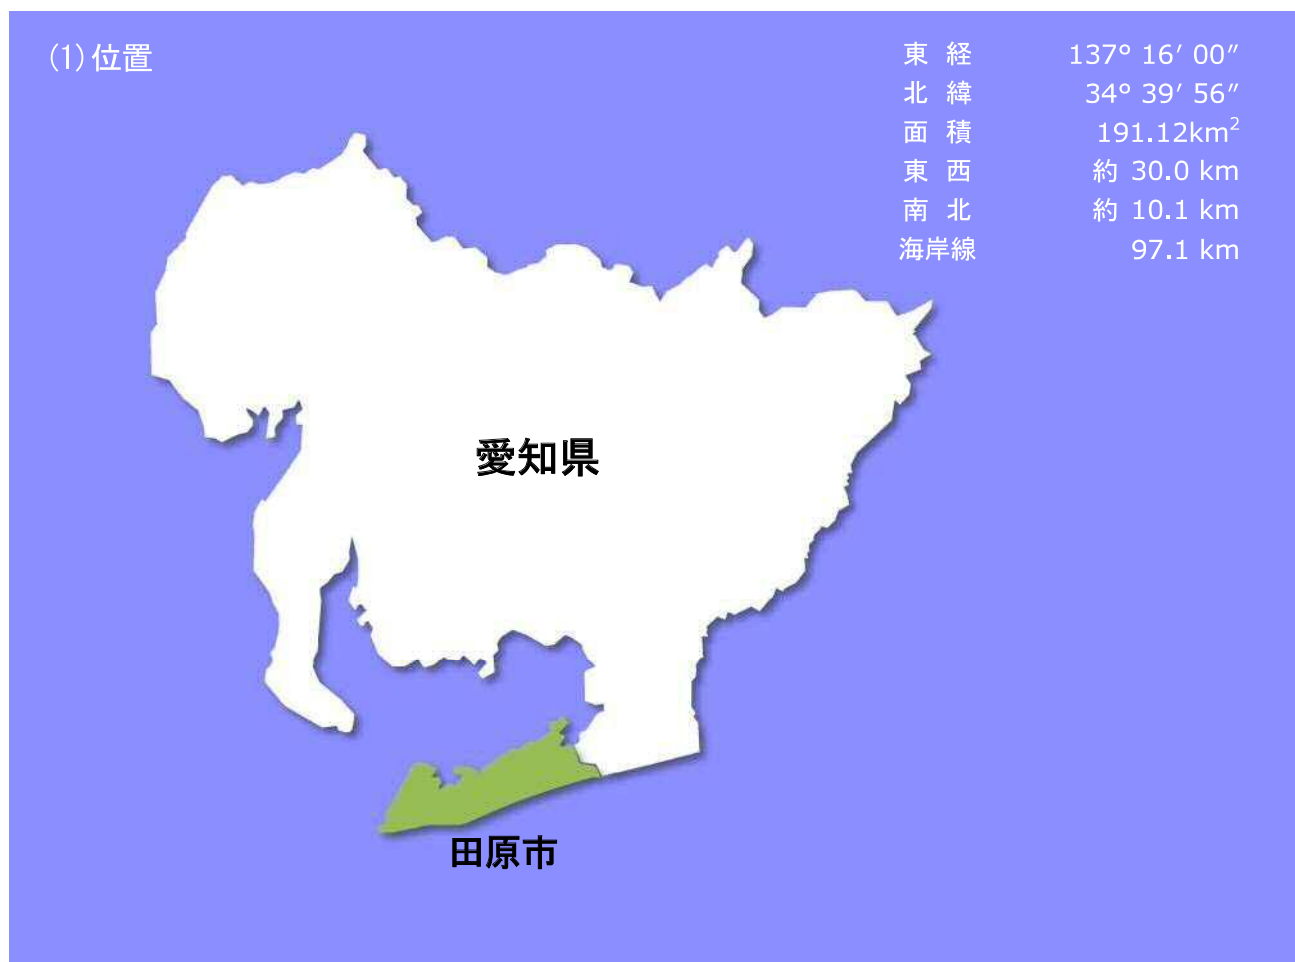 (1)位置
東 経 137° 16′ 00″
北 緯 34° 39′ 56″
面 積 191.12km²
東 西 約 30.0 km
南 北 約 10.1 km
海岸線 97.1 km
愛知県
田原市